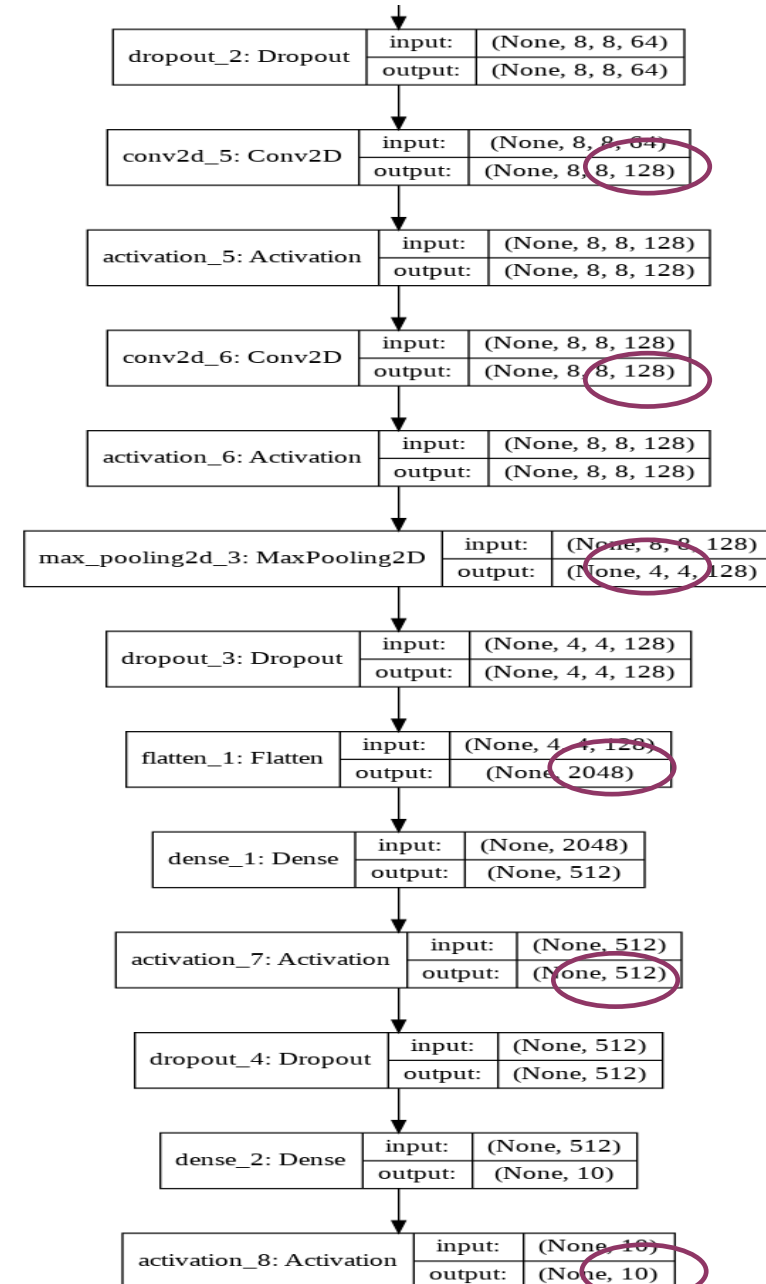 dropout_2: Dropout input: (None, 8, 8, 64)
output: (None, 8, 8, 64)
conv2d_5: Conv2D input: (None, 8, 8, 64)
output: (None, 8, 8, 128)
activation_5: Activation input: (None, 8, 8, 128)
output: (None, 8, 8, 128)
conv2d_6: Conv2D input: (None, 8, 8, 128)
output: (None, 8, 8, 128)
activation_6: Activation input: (None, 8, 8, 128)
output: (None, 8, 8, 128)
max_pooling2d_3: MaxPooling2D input: (None, 8, 8, 128)
output: (None, 4, 4, 128)
dropout_3: Dropout input: (None, 4, 4, 128)
output: (None, 4, 4, 128)
flatten_1: Flatten input: (None, 4, 4, 128)
output: (None, 2048)
dense_1: Dense input: (None, 2048)
output: (None, 512)
activation_7: Activation input: (None, 512)
output: (None, 512)
dropout_4: Dropout input: (None, 512)
output: (None, 512)
dense_2: Dense input: (None, 512)
output: (None, 10)
activation_8: Activation input: (None, 10)
output: (None, 10)